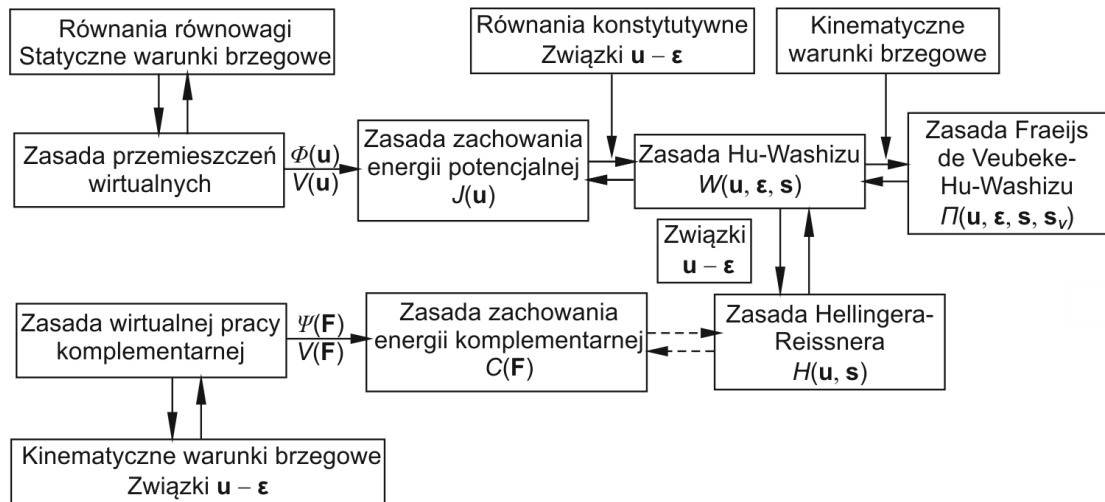 Równania równowagi
Statyczne warunki brzegowe
Równania konstytutywne
Związki u – ε
Kinematyczne
warunki brzegowe
Zasada przemieszczeń
wirtualnych
Φ(u)
V(u)
Zasada zachowania
energii potencjalnej
J(u)
Zasada Hu-Washizu
W(u, ε, s)
Zasada Fraeijs
de Veubeke-
Hu-Washizu
Π(u, ε, s, sᵥ)
Związki
u – ε
Zasada wirtualnej pracy
komplementarnej
Ψ(F)
V(F)
Zasada zachowania
energii komplementarnej
C(F)
Zasada Hellingera-
Reissnera
H(u, s)
Kinematyczne warunki brzegowe
Związki u – ε